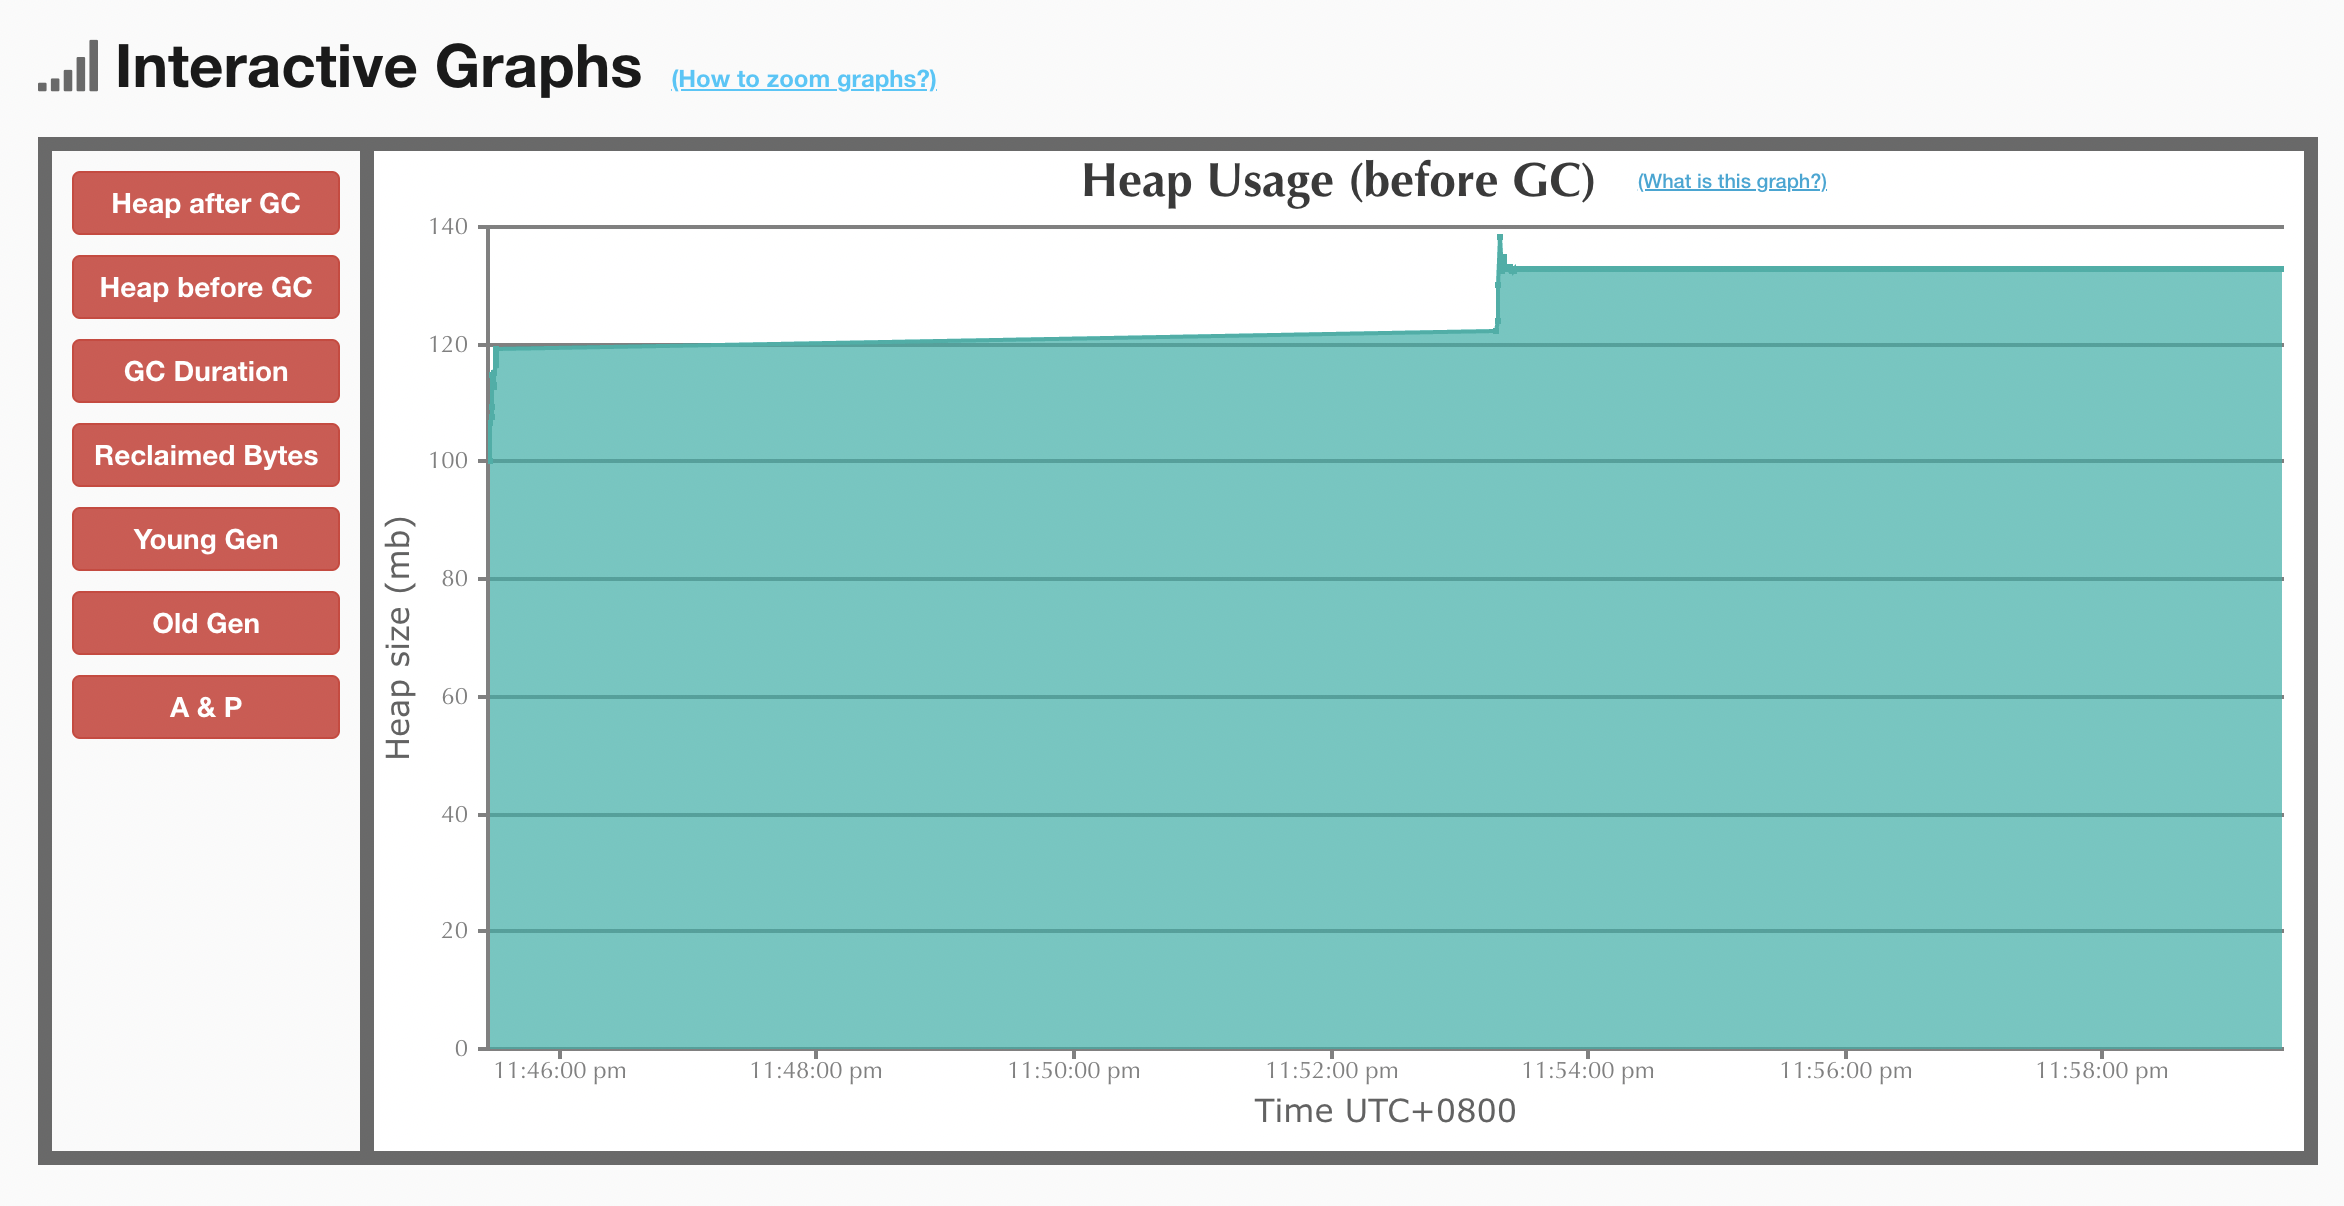 Interactive Graphs (How to zoom graphs?)
Heap after GC
Heap before GC
GC Duration
Reclaimed Bytes
Young Gen
Old Gen
A & P
Heap Usage (before GC) (What is this graph?)
Heap size (mb)
140
120
100
80
60
40
20
0
11:46:00 pm 11:48:00 pm 11:50:00 pm 11:52:00 pm 11:54:00 pm 11:56:00 pm 11:58:00 pm
Time UTC+0800